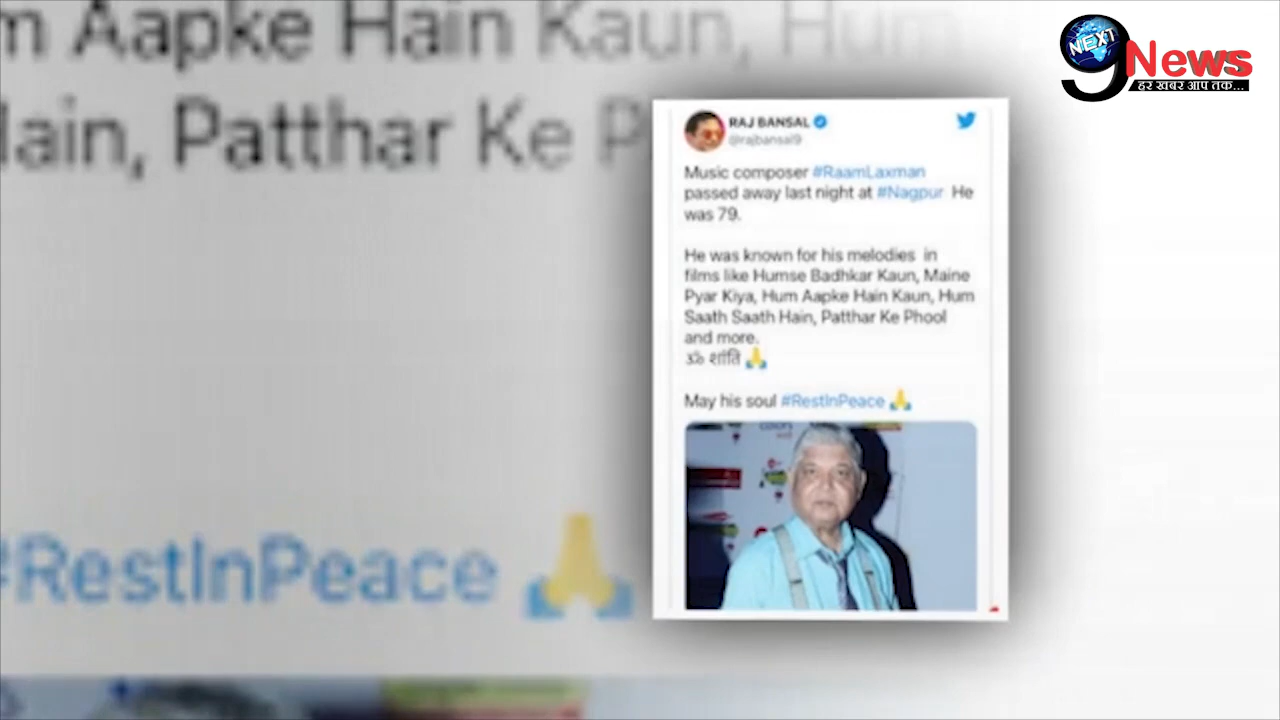 m Aapke Hain Kaun, Hum
Hain, Patthar Ke P
#RestInPeace 🙏
NEXT
9 News
हर खबर आप तक...
RAJ BANSAL
@rajbansal9
Music composer #RaamLaxman
passed away last night at #Nagpur He
was 79.
He was known for his melodies in
films like Humse Badhkar Kaun, Maine
Pyar Kiya, Hum Aapke Hain Kaun, Hum
Saath Saath Hain, Patthar Ke Phool
and more.
ॐ शांति 🙏
May his soul #RestInPeace 🙏
colors